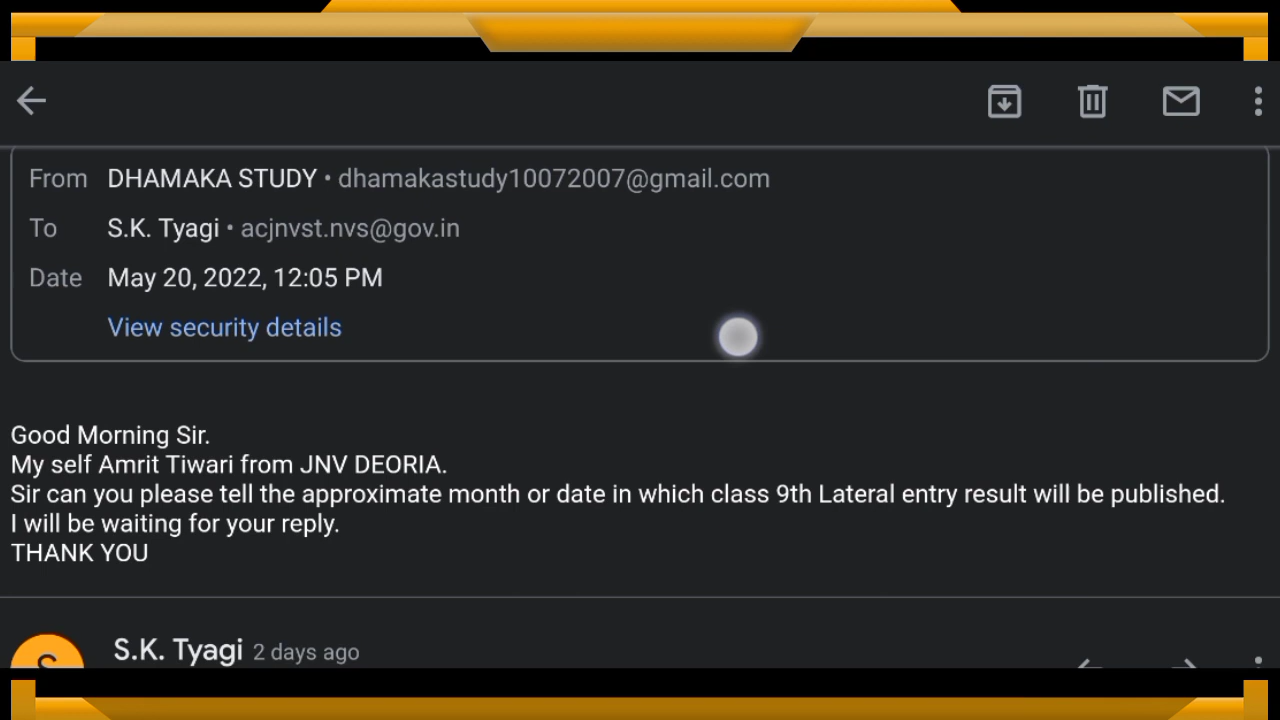 From DHAMAKA STUDY • dhamakastudy10072007@gmail.com
To S.K. Tyagi • acjnvst.nvs@gov.in
Date May 20, 2022, 12:05 PM
View security details
Good Morning Sir.
My self Amrit Tiwari from JNV DEORIA.
Sir can you please tell the approximate month or date in which class 9th Lateral entry result will be published.
I will be waiting for your reply.
THANK YOU
S
S.K. Tyagi 2 days ago